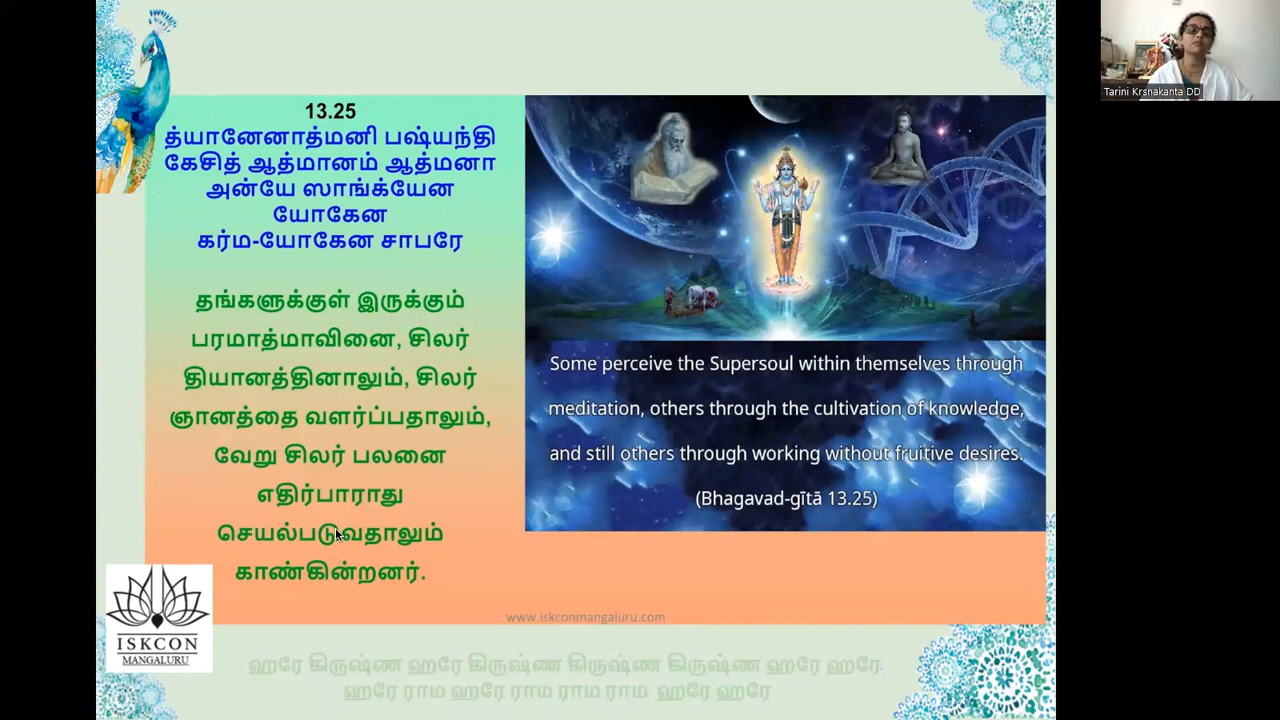 13.25
த்யானேனாத்மனி பஷ்யந்தி
கேசித் ஆத்மானம் ஆத்மனா
அன்யே ஸாங்க்யேன
யோகேன
கர்ம-யோகேன சாபரே
தங்களுக்குள் இருக்கும்
பரமாத்மாவினை, சிலர்
தியானத்தினாலும், சிலர்
ஞானத்தை வளர்ப்பதாலும்,
வேறு சிலர் பலனை
எதிர்பாராது
செயல்படுவதாலும்
காண்கின்றனர்.
Some perceive the Supersoul within themselves through
meditation, others through the cultivation of knowledge,
and still others through working without fruitive desires.
(Bhagavad-gītā 13.25)
Tarini Krsnakanta DD
ISKCON
MANGALURU
www.iskconmangaluru.com
ஹரே கிருஷ்ண ஹரே கிருஷ்ண கிருஷ்ண கிருஷ்ண ஹரே ஹரே.
ஹரே ராம ஹரே ராம ராம ராம ஹரே ஹரே